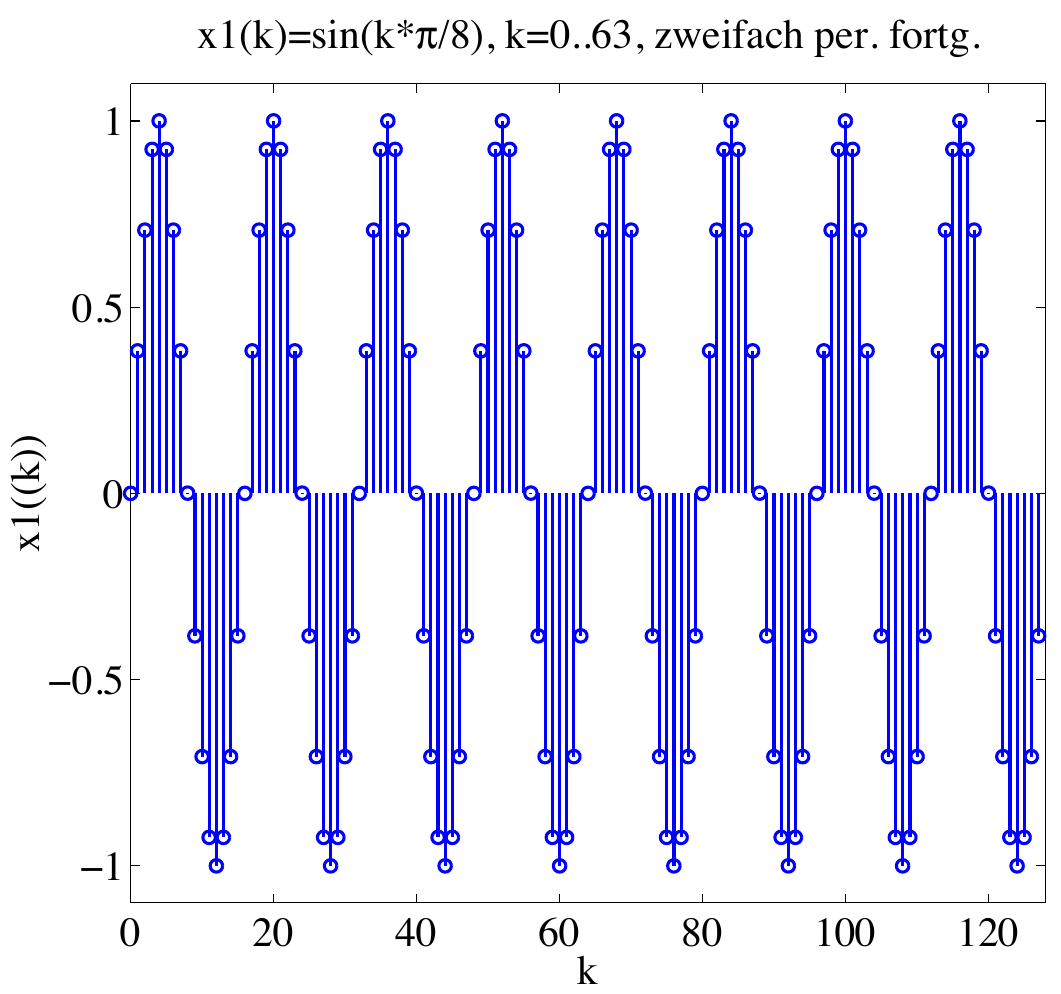 x1(k)=sin(k*π/8), k=0..63, zweifach per. fortg.
1
0.5
0
−0.5
−1
x1((k))
0 20 40 60 80 100 120
k